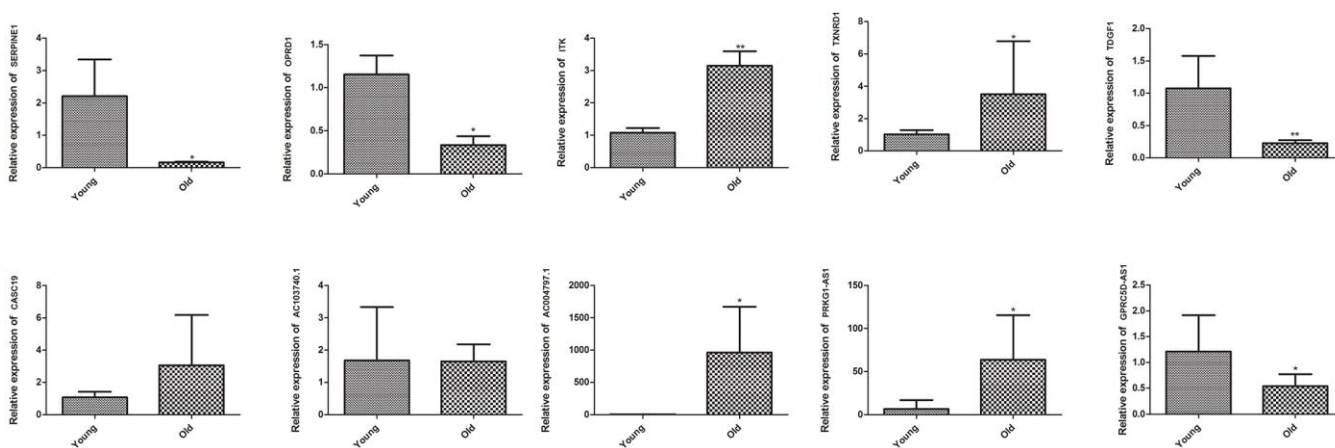 Relative expression of SERPINE1
4
3
2
1
0
*
Young
Old
Relative expression of OPRD1
1.5
1.0
0.5
0.0
*
Young
Old
Relative expression of ITK
4
3
2
1
0
**
Young
Old
Relative expression of TXNRD1
8
6
4
2
0
*
Young
Old
Relative expression of TDGF1
2.0
1.5
1.0
0.5
0.0
**
Young
Old
Relative expression of CASC19
8
6
4
2
0
Young
Old
Relative expression of AC103740.1
4
3
2
1
0
Young
Old
Relative expression of AC004797.1
2000
1500
1000
500
0
*
Young
Old
Relative expression of PRKG1-AS1
150
100
50
0
*
Young
Old
Relative expression of GPRC5D-AS1
2.5
2.0
1.5
1.0
0.5
0.0
*
Young
Old